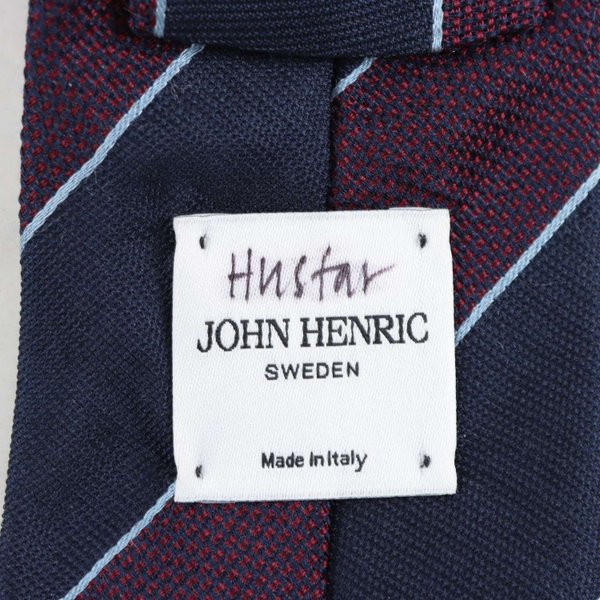 Hustar
JOHN HENRIC
SWEDEN
Made in Italy